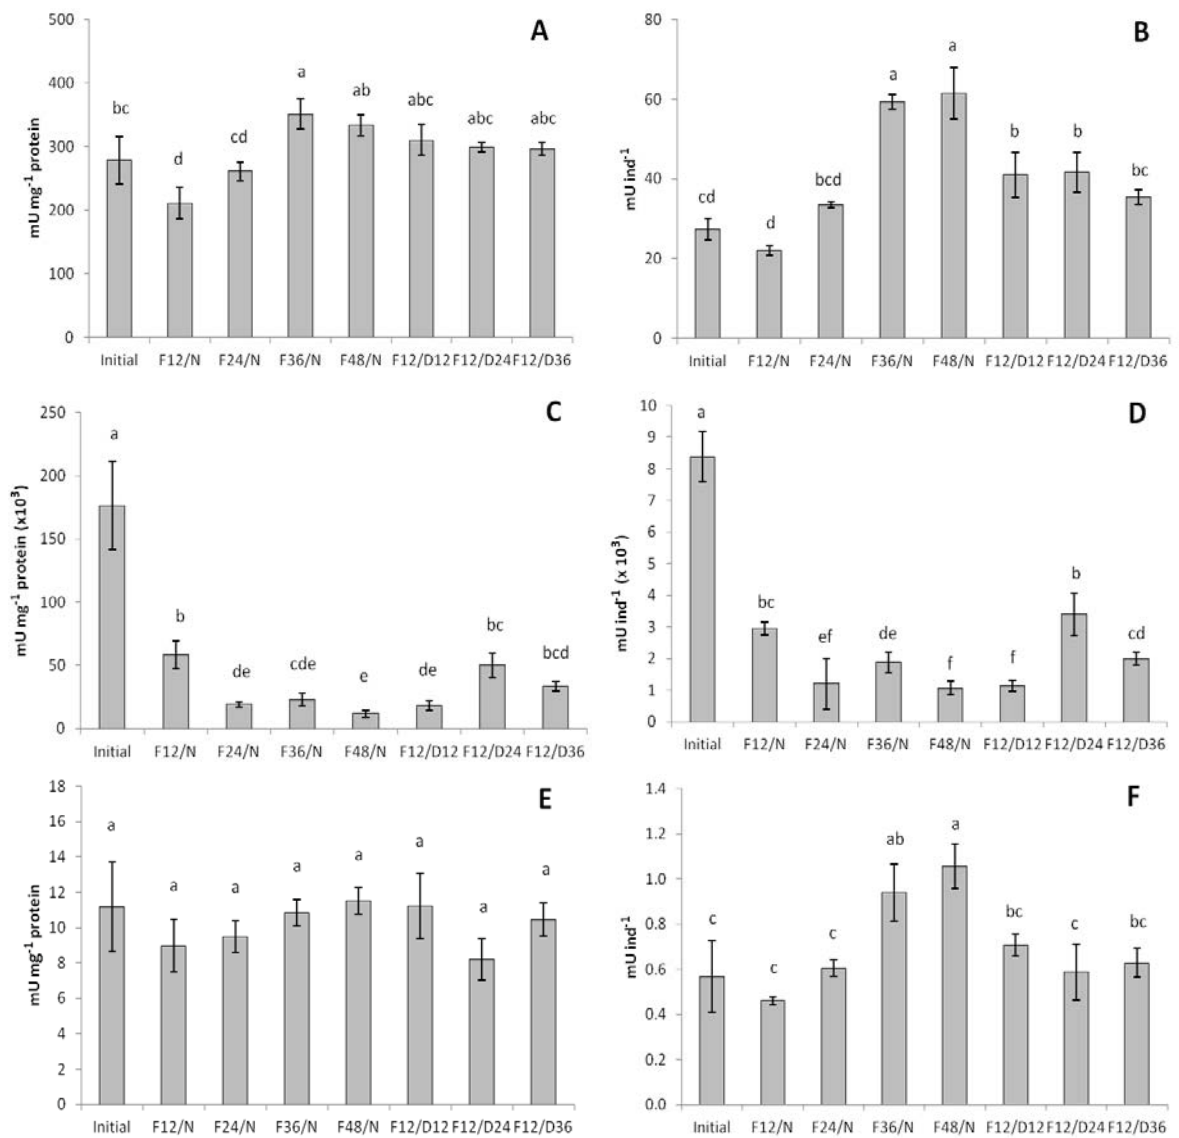 A
500
400
300
200
100
0
mU mg-1 protein
bc
d
cd
a
ab
abc
abc
abc
Initial F12/N F24/N F36/N F48/N F12/D12 F12/D24 F12/D36
B
80
60
40
20
0
mU ind-1
cd
d
bcd
a
a
b
b
bc
Initial F12/N F24/N F36/N F48/N F12/D12 F12/D24 F12/D36
C
250
200
150
100
50
0
mU mg-1 protein (x10³)
a
b
de
cde
e
de
bc
bcd
Initial F12/N F24/N F36/N F48/N F12/D12 F12/D24 F12/D36
D
10
9
8
7
6
5
4
3
2
1
0
mU ind-1 (x 10³)
a
bc
ef
de
f
f
b
cd
Initial F12/N F24/N F36/N F48/N F12/D12 F12/D24 F12/D36
E
18
16
14
12
10
8
6
4
2
0
mU mg-1 protein
a
a
a
a
a
a
a
a
Initial F12/N F24/N F36/N F48/N F12/D12 F12/D24 F12/D36
F
1.4
1.2
1.0
0.8
0.6
0.4
0.2
0.0
mU ind-1
c
c
c
ab
a
bc
c
bc
Initial F12/N F24/N F36/N F48/N F12/D12 F12/D24 F12/D36